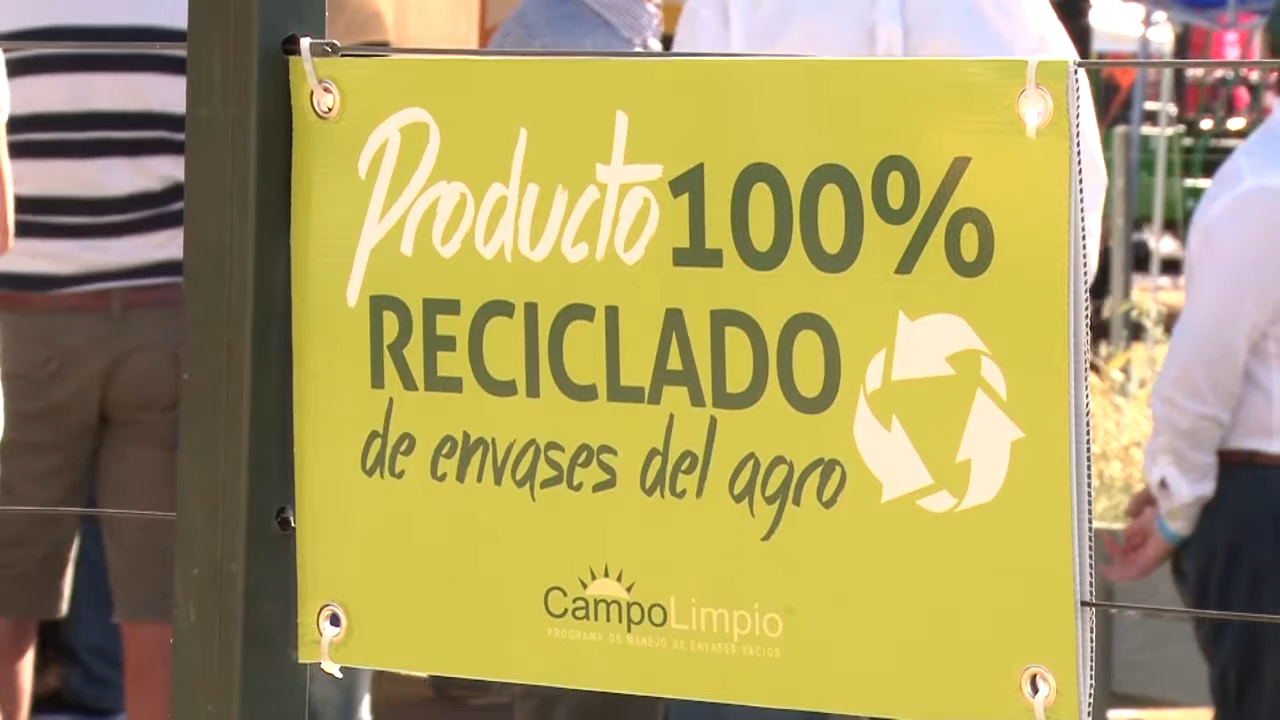 Producto 100%
RECICLADO
de envases del agro
CampoLimpio
PROGRAMA DE MANEJO DE ENVASES VACIOS